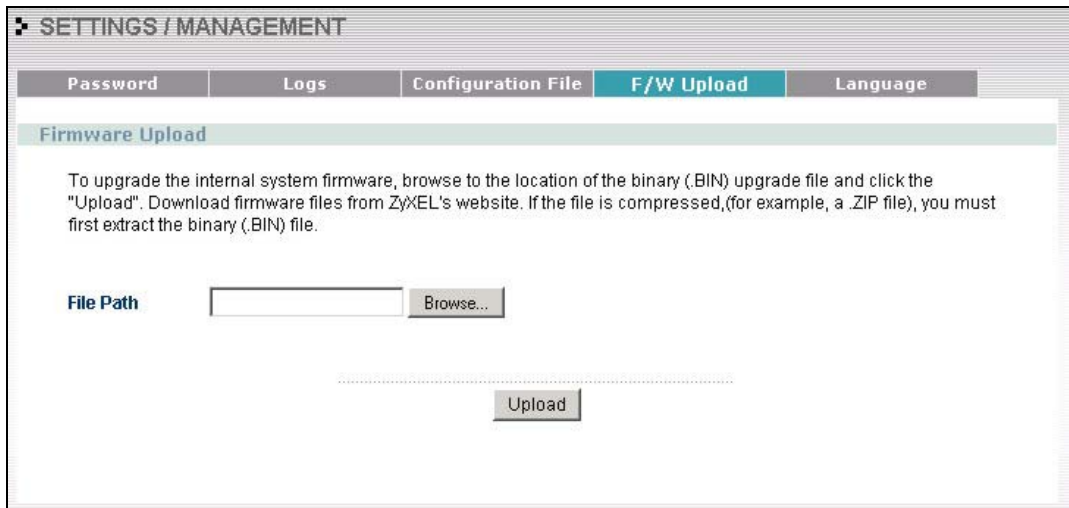 SETTINGS / MANAGEMENT
Password Logs Configuration File F/W Upload Language
Firmware Upload
To upgrade the internal system firmware, browse to the location of the binary (.BIN) upgrade file and click the
"Upload". Download firmware files from ZyXEL's website. If the file is compressed,(for example, a .ZIP file), you must
first extract the binary (.BIN) file.
File Path Browse...
Upload